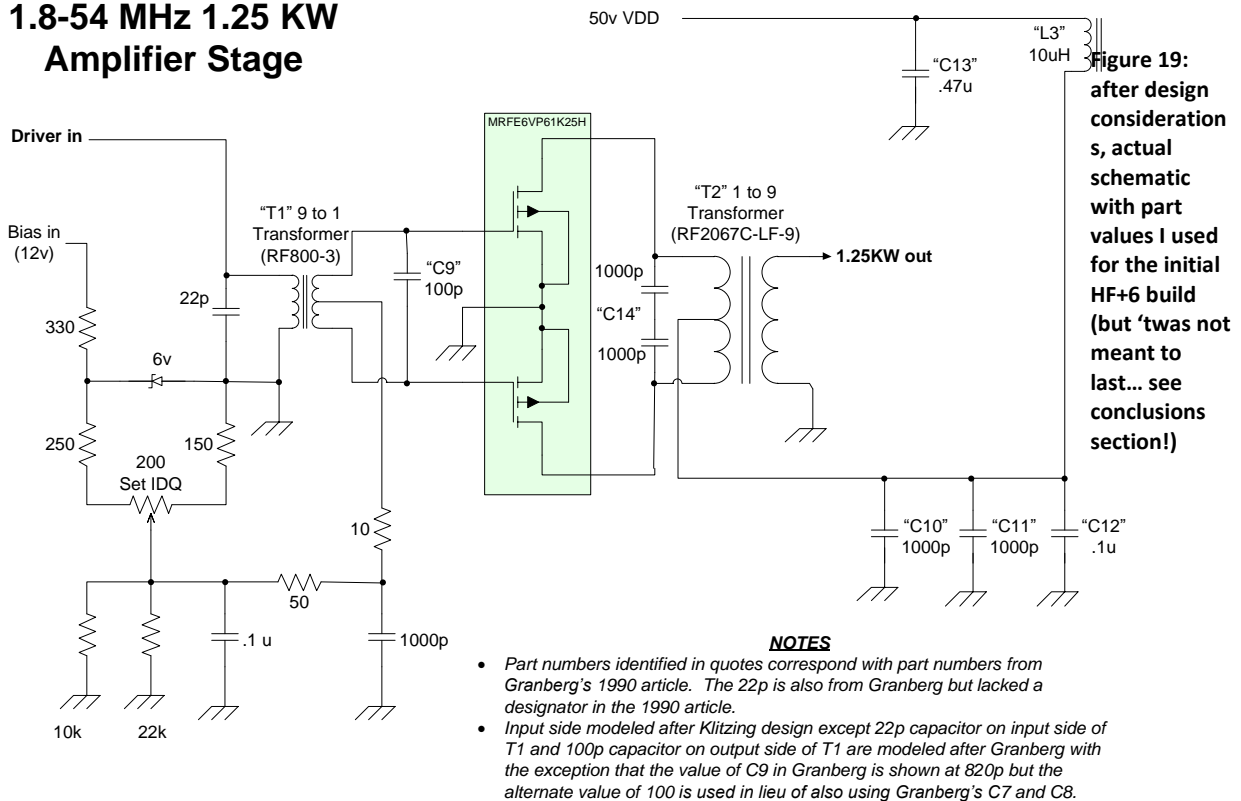 1.8-54 MHz 1.25 KW
Amplifier Stage
50v VDD
"L3"
10uH
"C13"
.47u
Figure 19:
after design
consideration
s, actual
schematic
with part
values I used
for the initial
HF+6 build
(but ‘twas not
meant to
last… see
conclusions
section!)
Driver in
MRFE6VP61K25H
"T1" 9 to 1
Transformer
(RF800-3)
"T2" 1 to 9
Transformer
(RF2067C-LF-9)
Bias in
(12v)
1.25KW out
"C9"
100p
1000p
22p
"C14"
330
1000p
6v
250
150
200
Set IDQ
10
"C10"
1000p
"C11"
1000p
"C12"
.1u
50
.1 u
1000p
10k
22k
NOTES
• Part numbers identified in quotes correspond with part numbers from
Granberg's 1990 article. The 22p is also from Granberg but lacked a
designator in the 1990 article.
• Input side modeled after Klitzing design except 22p capacitor on input side of
T1 and 100p capacitor on output side of T1 are modeled after Granberg with
the exception that the value of C9 in Granberg is shown at 820p but the
alternate value of 100 is used in lieu of also using Granberg's C7 and C8.